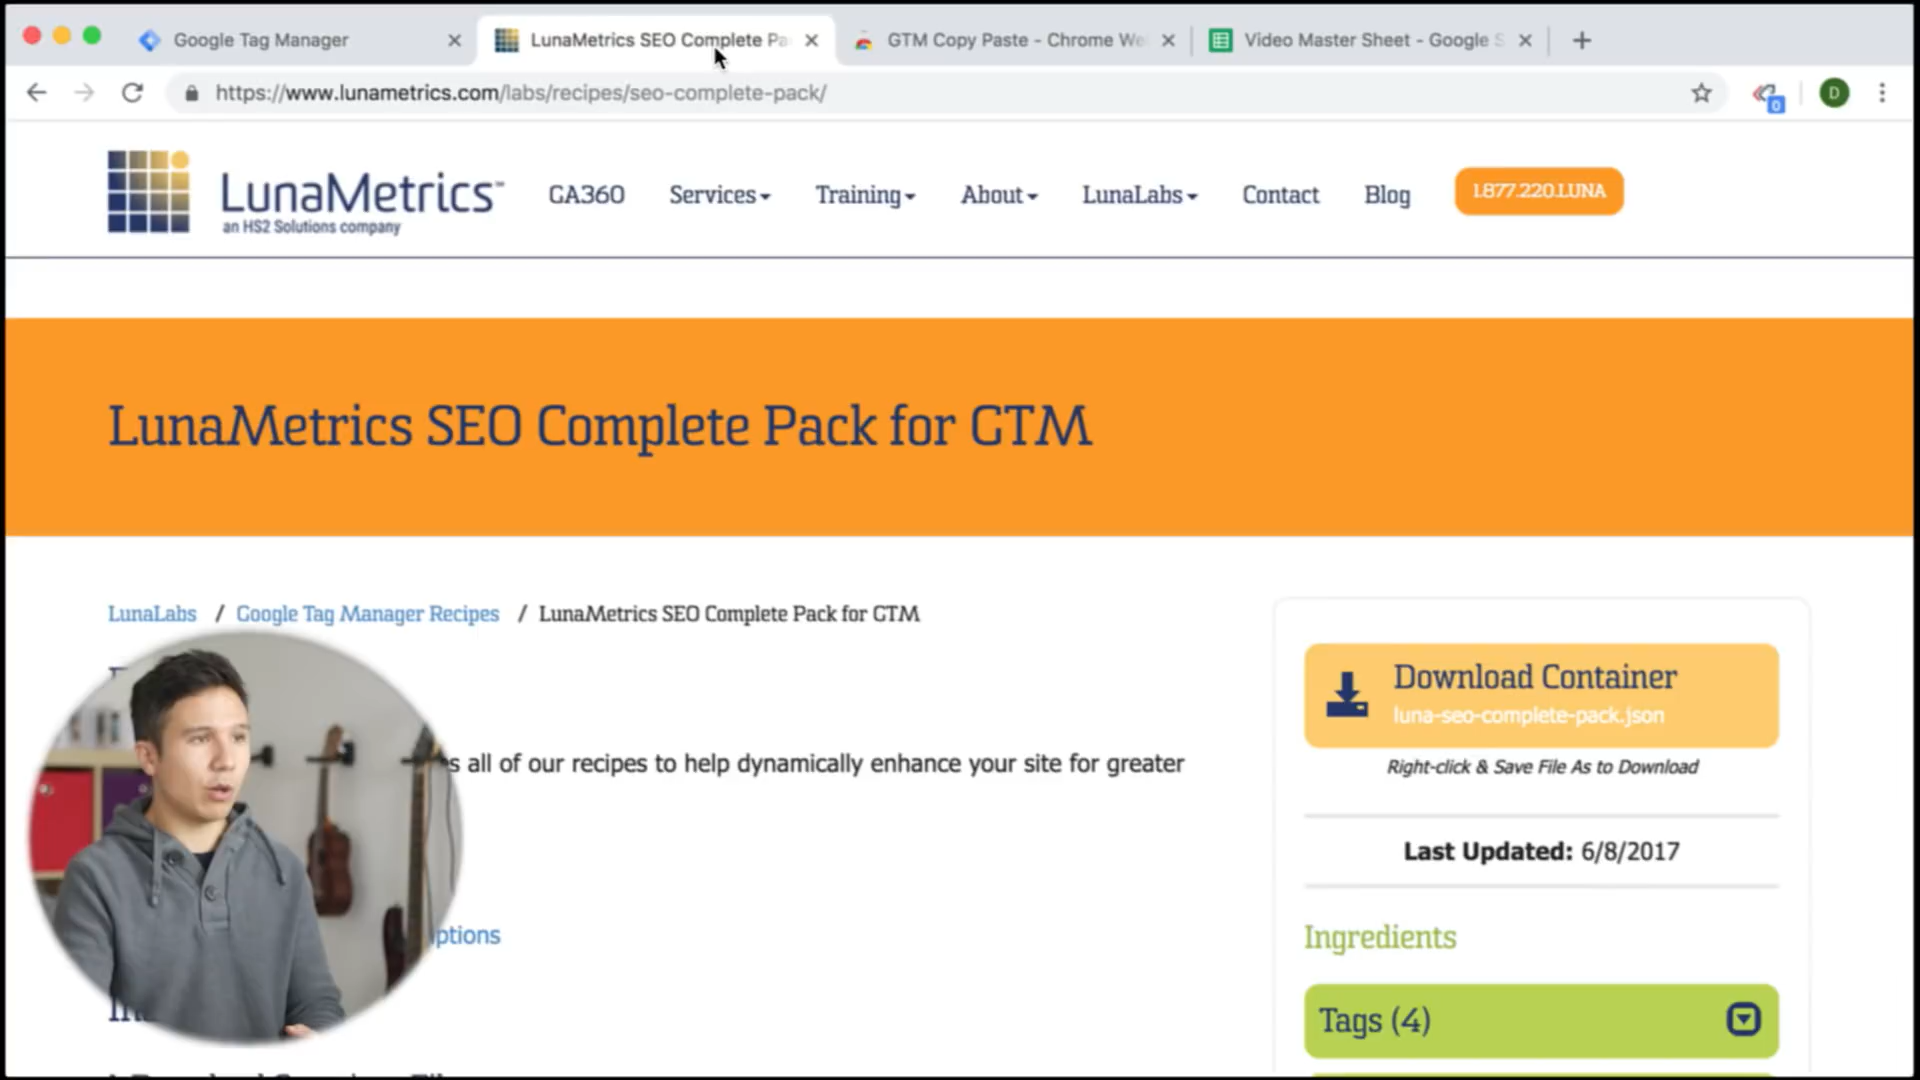 Google Tag Manager
LunaMetrics SEO Complete Pa
GTM Copy Paste - Chrome We
Video Master Sheet - Google S
https://www.lunametrics.com/labs/recipes/seo-complete-pack/
0
D
LunaMetrics™
an HS2 Solutions company
GA360
Services
Training
About
LunaLabs
Contact
Blog
1.877.220.LUNA
LunaMetrics SEO Complete Pack for GTM
LunaLabs / Google Tag Manager Recipes / LunaMetrics SEO Complete Pack for GTM
s all of our recipes to help dynamically enhance your site for greater
ptions
Download Container
luna-seo-complete-pack.json
Right-click & Save File As to Download
Last Updated: 6/8/2017
Ingredients
Tags (4)